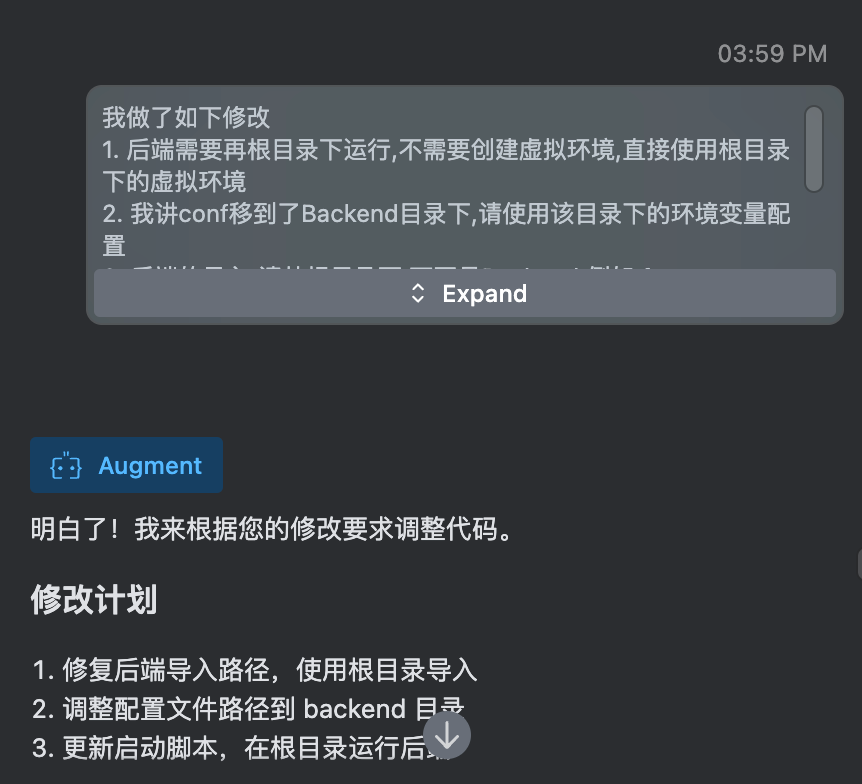 03:59 PM
我做了如下修改
1. 后端需要再根目录下运行,不需要创建虚拟环境,直接使用根目录
下的虚拟环境
2. 我讲conf移到了Backend目录下,请使用该目录下的环境变量配
置
Expand
Augment
明白了！我来根据您的修改要求调整代码。
修改计划
1. 修复后端导入路径，使用根目录导入
2. 调整配置文件路径到 backend 目录
3. 更新启动脚本，在根目录运行后端